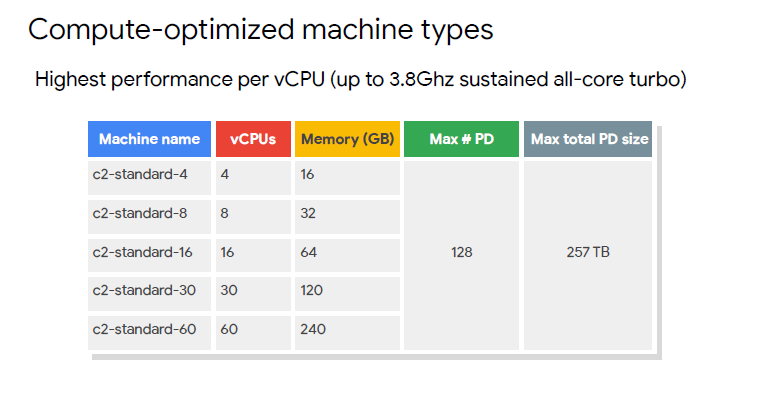 Compute-optimized machine types
Highest performance per vCPU (up to 3.8Ghz sustained all-core turbo)
Machine name vCPUs Memory (GB) Max # PD Max total PD size
c2-standard-4 4 16
c2-standard-8 8 32
c2-standard-16 16 64 128 257 TB
c2-standard-30 30 120
c2-standard-60 60 240